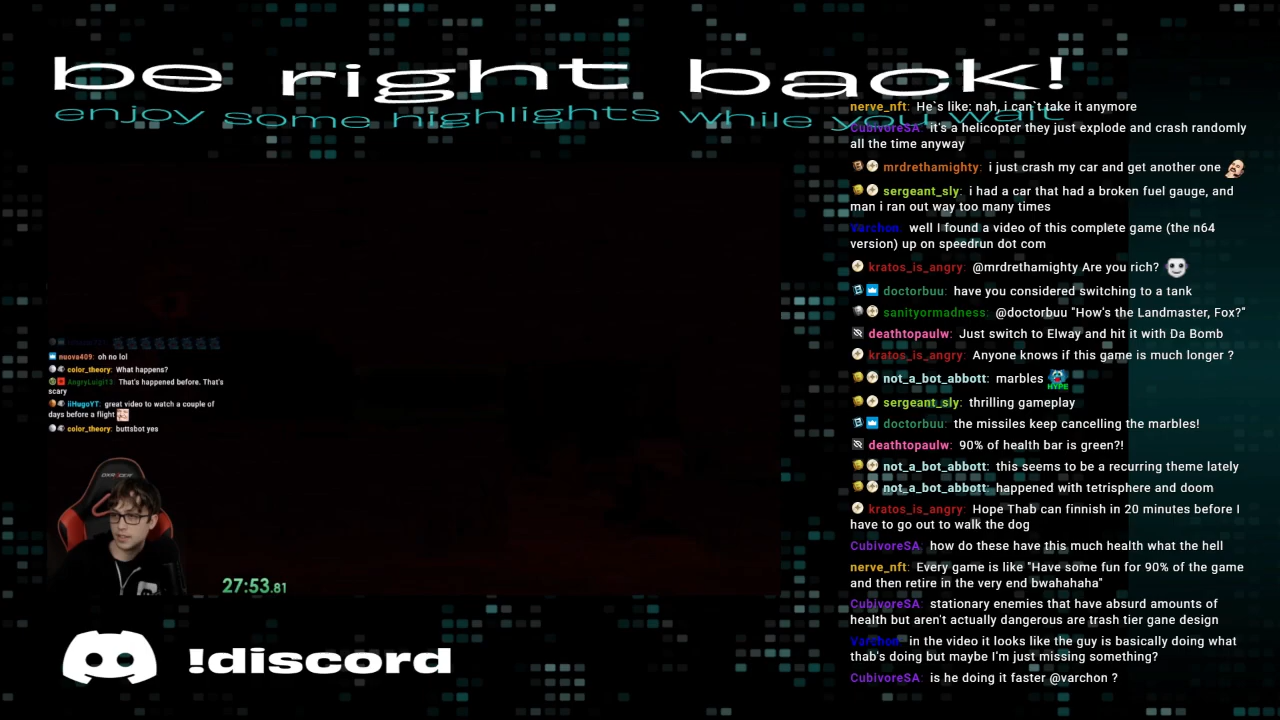 be right back!
enjoy some highlights while you wait
nerve_nft: He`s like: nah, i can`t take it anymore
CubivoreSA: it's a helicopter they just explode and crash randomly
all the time anyway
mrdrethamighty: i just crash my car and get another one
sergeant_sly: i had a car that had a broken fuel gauge, and
man i ran out way too many times
Varchon: well I found a video of this complete game (the n64
version) up on speedrun dot com
kratos_is_angry: @mrdrethamighty Are you rich?
doctorbuu: have you considered switching to a tank
sanityormadness: @doctorbuu "How's the Landmaster, Fox?"
deathtopaulw: Just switch to Elway and hit it with Da Bomb
kratos_is_angry: Anyone knows if this game is much longer ?
not_a_bot_abbott: marbles HYPE
sergeant_sly: thrilling gameplay
doctorbuu: the missiles keep cancelling the marbles!
deathtopaulw: 90% of health bar is green?!
not_a_bot_abbott: this seems to be a recurring theme lately
not_a_bot_abbott: happened with tetrisphere and doom
kratos_is_angry: Hope Thab can finnish in 20 minutes before I
have to go out to walk the dog
CubivoreSA: how do these have this much health what the hell
nerve_nft: Every game is like "Have some fun for 90% of the game
and then retire in the very end bwahahaha"
CubivoreSA: stationary enemies that have absurd amounts of
health but aren't actually dangerous are trash tier gane design
Varchon: in the video it looks like the guy is basically doing what
thab's doing but maybe I'm just missing something?
CubivoreSA: is he doing it faster @varchon ?
nuova409: oh no lol
color_theory: What happens?
AngryLuigi13: That's happened before. That's
scary
iiHugoYT: great video to watch a couple of
days before a flight
color_theory: buttsbot yes
DXRACER
27:53.81
!discord